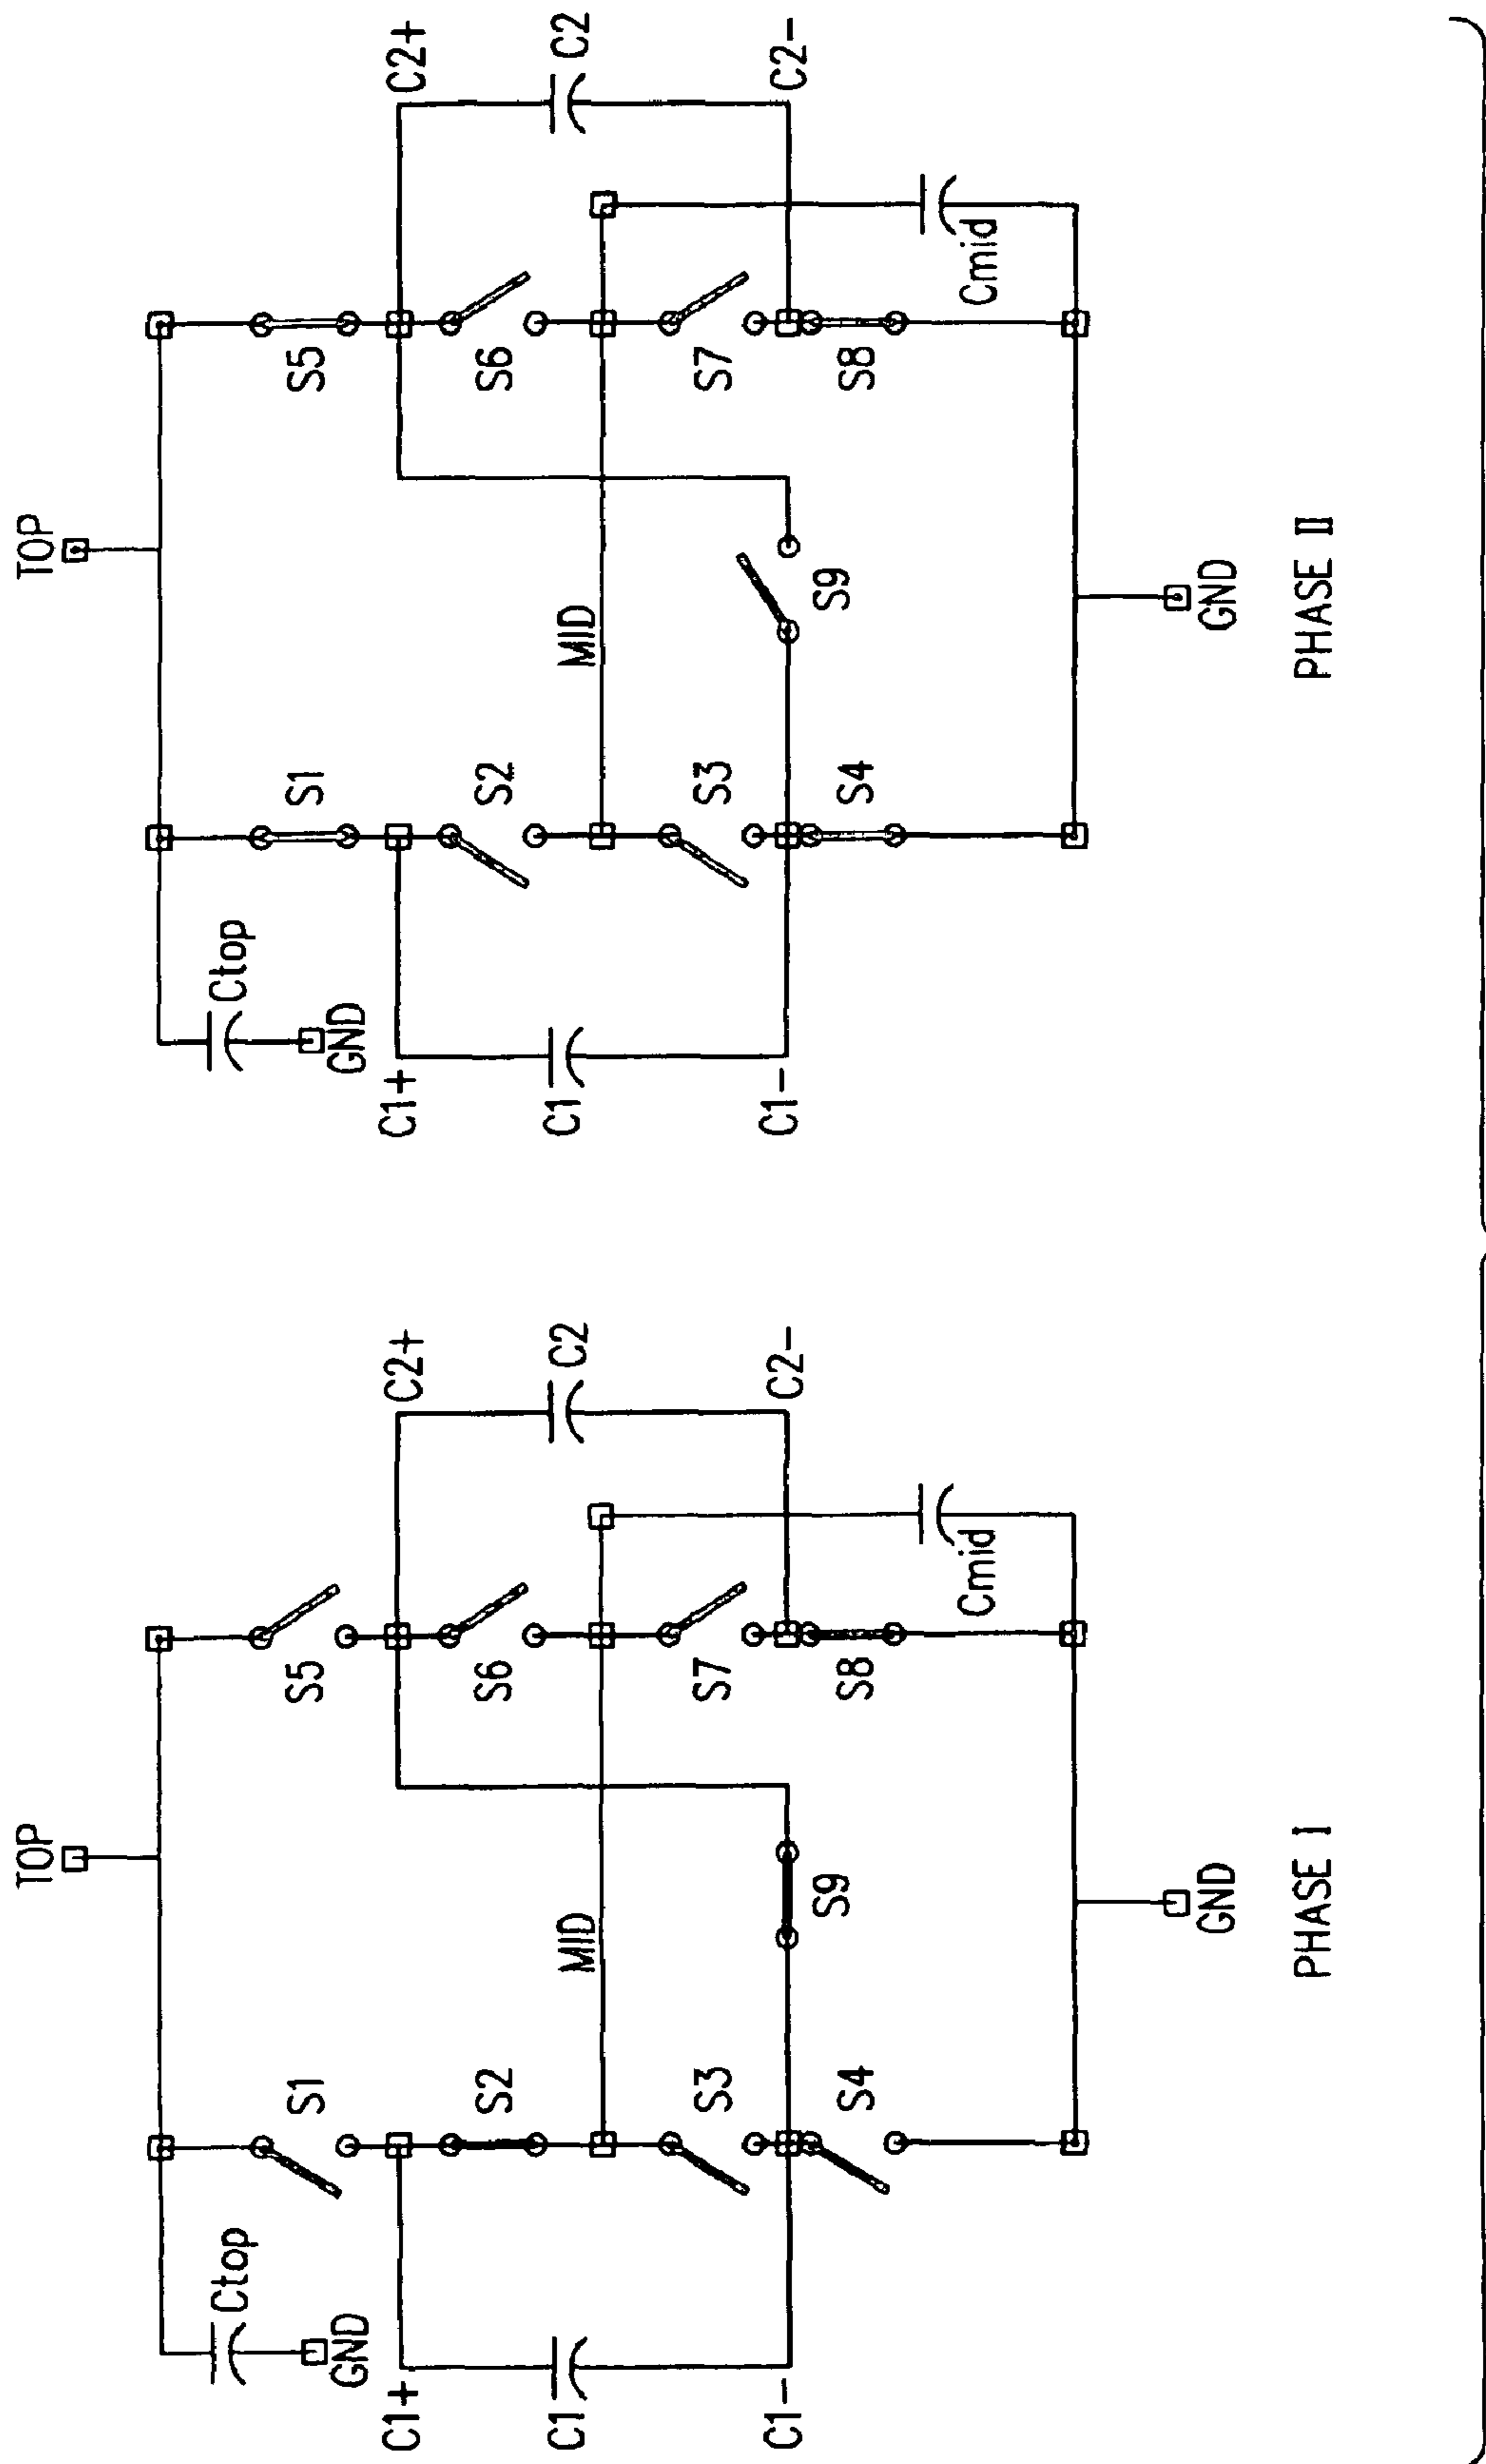 TOP
Ctop
GND
S1
S5
C1+
C2+
S2
S6
C1
MID
C2
S3
S7
C1-
C2-
S9
S4
S8
Cmid
GND
PHASE I
TOP
Ctop
GND
S1
S5
C1+
C2+
S2
S6
C1
MID
C2
S3
S7
C1-
C2-
S9
S4
S8
Cmid
GND
PHASE II